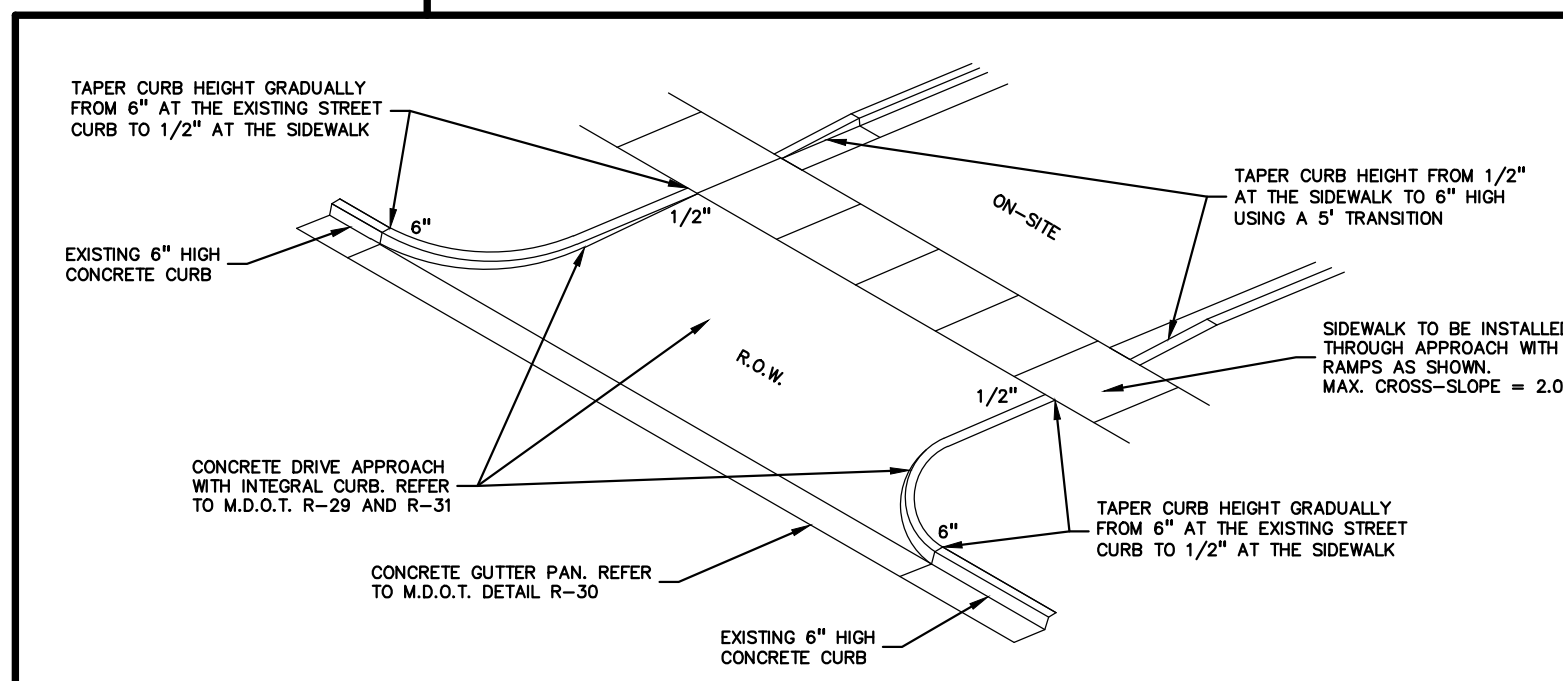 TAPER CURB HEIGHT GRADUALLY
FROM 6" AT THE EXISTING STREET
CURB TO 1/2" AT THE SIDEWALK
6"
1/2"
EXISTING 6" HIGH
CONCRETE CURB
ON-SITE
TAPER CURB HEIGHT FROM 1/2"
AT THE SIDEWALK TO 6" HIGH
USING A 5' TRANSITION
R.O.W.
SIDEWALK TO BE INSTALLED
THROUGH APPROACH WITH
RAMPS AS SHOWN.
MAX. CROSS-SLOPE = 2.0
1/2"
CONCRETE DRIVE APPROACH
WITH INTEGRAL CURB. REFER
TO M.D.O.T. R-29 AND R-31
6"
TAPER CURB HEIGHT GRADUALLY
FROM 6" AT THE EXISTING STREET
CURB TO 1/2" AT THE SIDEWALK
CONCRETE GUTTER PAN. REFER
TO M.D.O.T. DETAIL R-30
EXISTING 6" HIGH
CONCRETE CURB